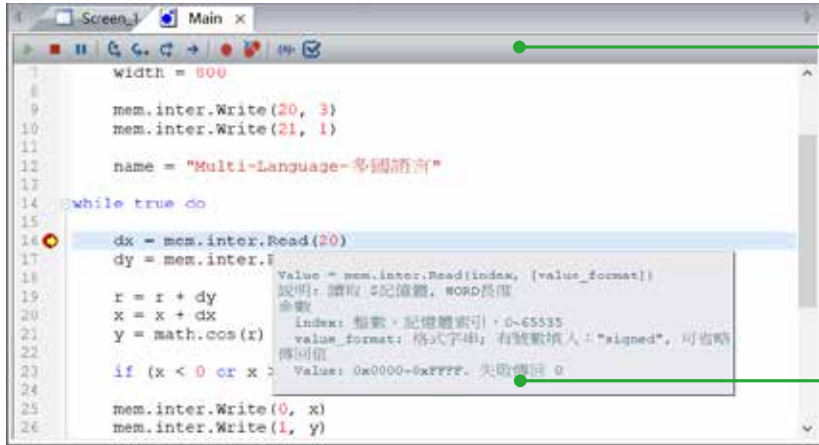 Screen_1 Main
7 width = 800
8
9 mem.inter.Write(20, 3)
10 mem.inter.Write(21, 1)
11
12 name = "Multi-Language-多國語言"
13
14 while true do
15
16 dx = mem.inter.Read(20)
17 dy = mem.inter.
18
19 r = r + dy
20 x = x + dx
21 y = math.cos(r)
22
23 if (x < 0 or x >
24
25 mem.inter.Write(0, x)
26 mem.inter.Write(1, y)
Value = mem.inter.Read(index, [value_format])
說明: 讀取 $記憶體, WORD長度
參數
index: 整數, 記憶體索引, 0~65535
value_format: 格式字串; 有號數填入: "signed", 可省略
傳回值
Value: 0x0000~0xFFFF. 失敗傳回 0